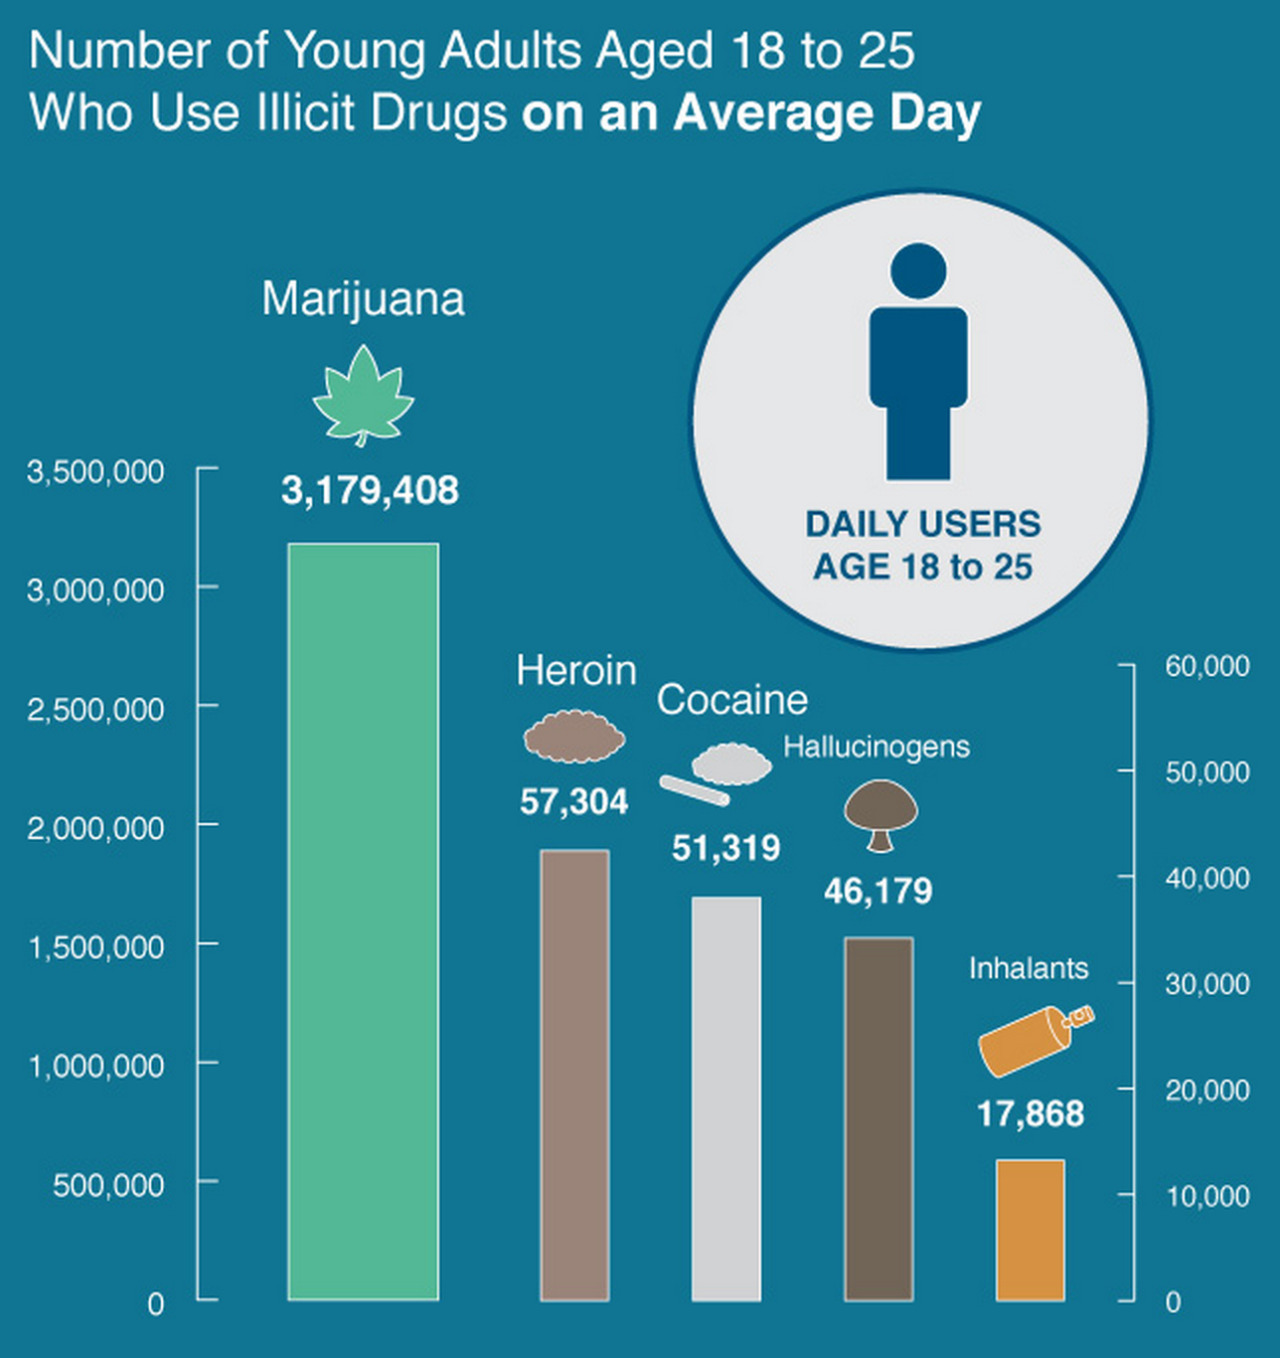 Number of Young Adults Aged 18 to 25
Who Use Illicit Drugs on an Average Day
DAILY USERS
AGE 18 to 25
Marijuana
3,179,408
Heroin
57,304
Cocaine
51,319
Hallucinogens
46,179
Inhalants
17,868
3,500,000
3,000,000
2,500,000
2,000,000
1,500,000
1,000,000
500,000
0
60,000
50,000
40,000
30,000
20,000
10,000
0